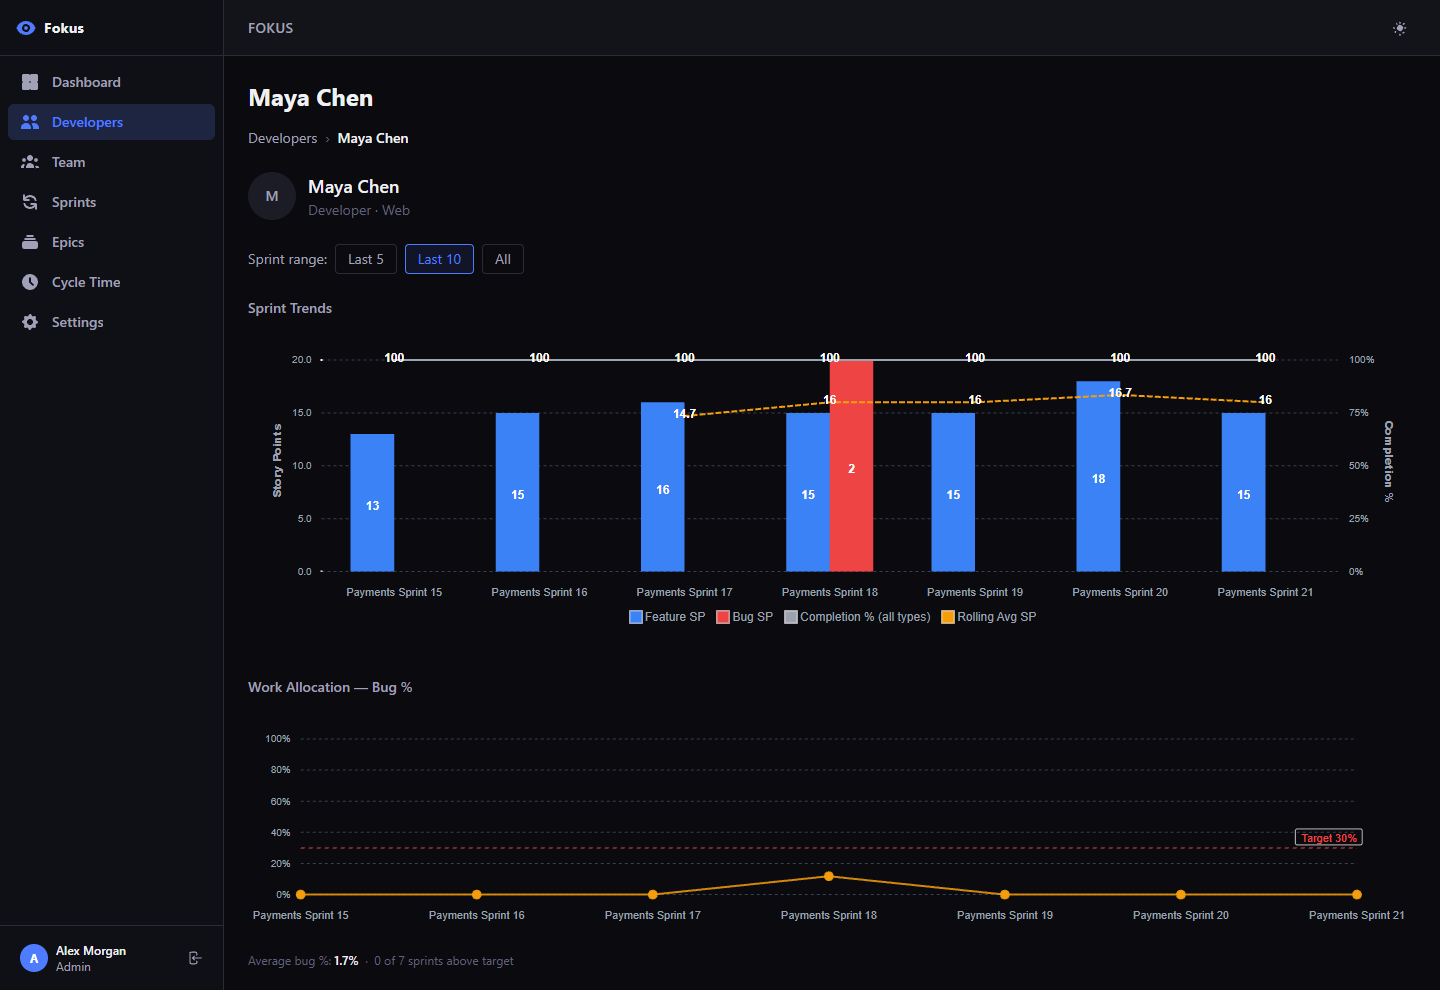 Fokus
FOKUS
Dashboard
Developers
Team
Sprints
Epics
Cycle Time
Settings
Maya Chen
Developers › Maya Chen
M
Maya Chen
Developer · Web
Sprint range: Last 5 Last 10 All
Sprint Trends
Story Points
20.0
15.0
10.0
5.0
0.0
100 100 100 100 100 100 100
14.7 16 16 16.7 16
13 15 16 15 2 15 18 15
100%
75%
50%
25%
0%
Completion %
Payments Sprint 15 Payments Sprint 16 Payments Sprint 17 Payments Sprint 18 Payments Sprint 19 Payments Sprint 20 Payments Sprint 21
Feature SP Bug SP Completion % (all types) Rolling Avg SP
Work Allocation — Bug %
100%
80%
60%
40%
Target 30%
20%
0%
Payments Sprint 15 Payments Sprint 16 Payments Sprint 17 Payments Sprint 18 Payments Sprint 19 Payments Sprint 20 Payments Sprint 21
Average bug %: 1.7% · 0 of 7 sprints above target
A
Alex Morgan
Admin